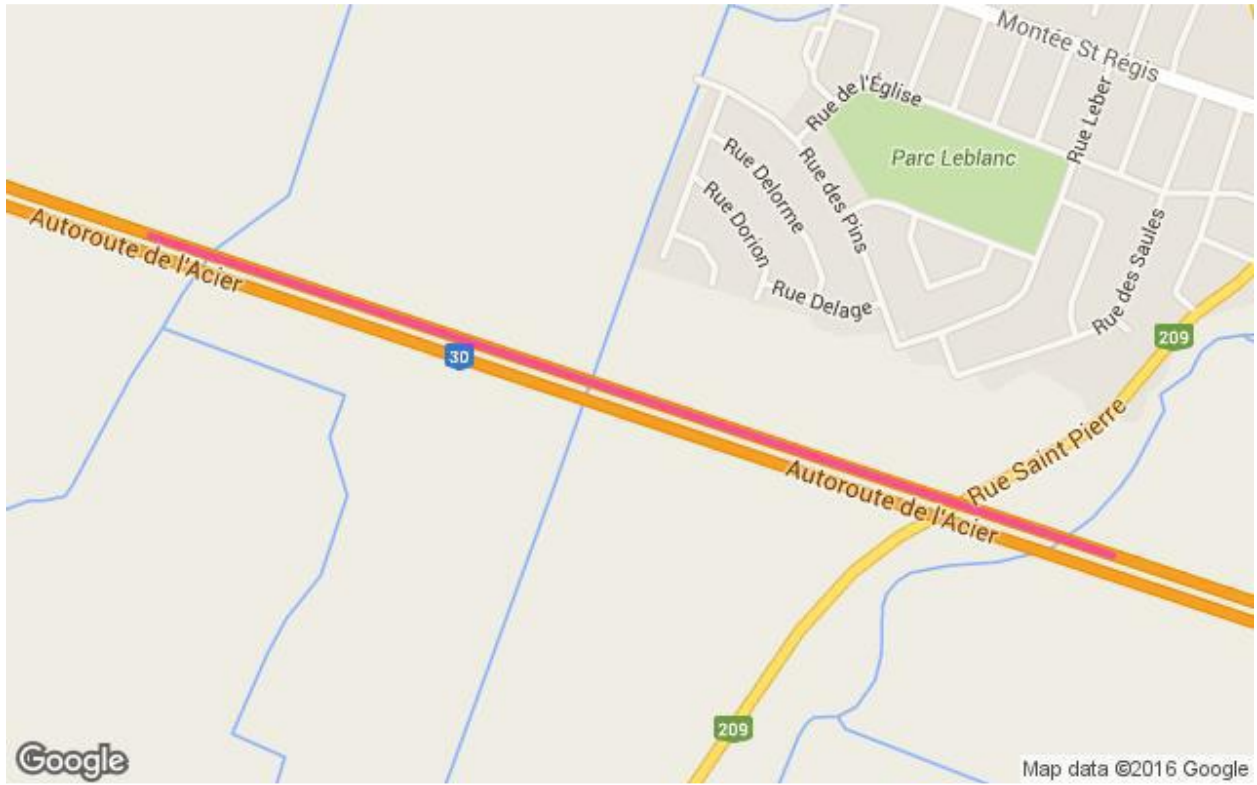 Montée St Régis
Rue de l'Église
Rue Leber
Parc Leblanc
Rue Delorme
Rue des Pins
Rue Dorion
Rue des Saules
Autoroute de l'Acier
Rue Delage
209
30
Rue Saint Pierre
Autoroute de l'Acier
209
Google
Map data ©2016 Google